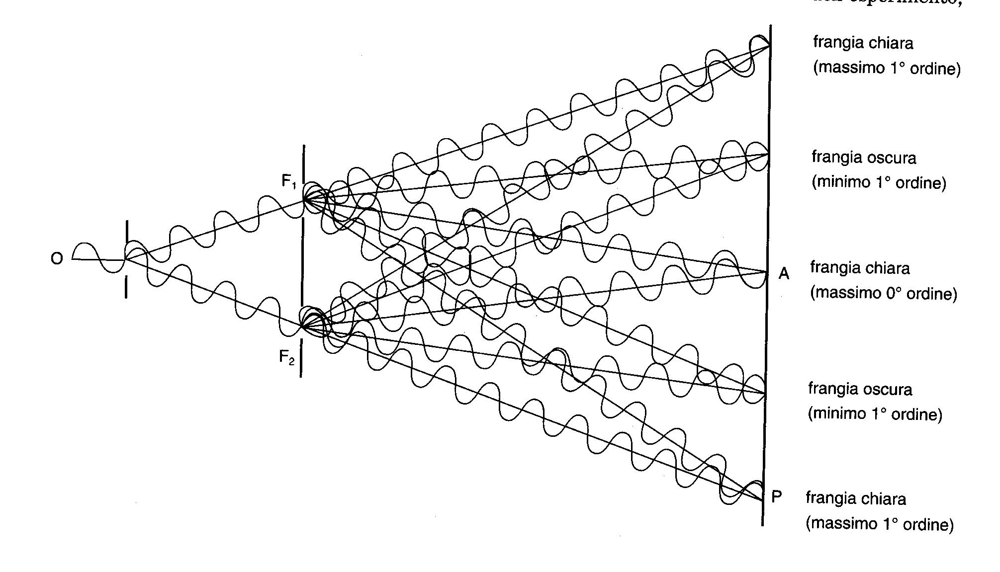 O
F1
F2
frangia chiara
(massimo 1° ordine)
frangia oscura
(minimo 1° ordine)
A
frangia chiara
(massimo 0° ordine)
frangia oscura
(minimo 1° ordine)
P
frangia chiara
(massimo 1° ordine)